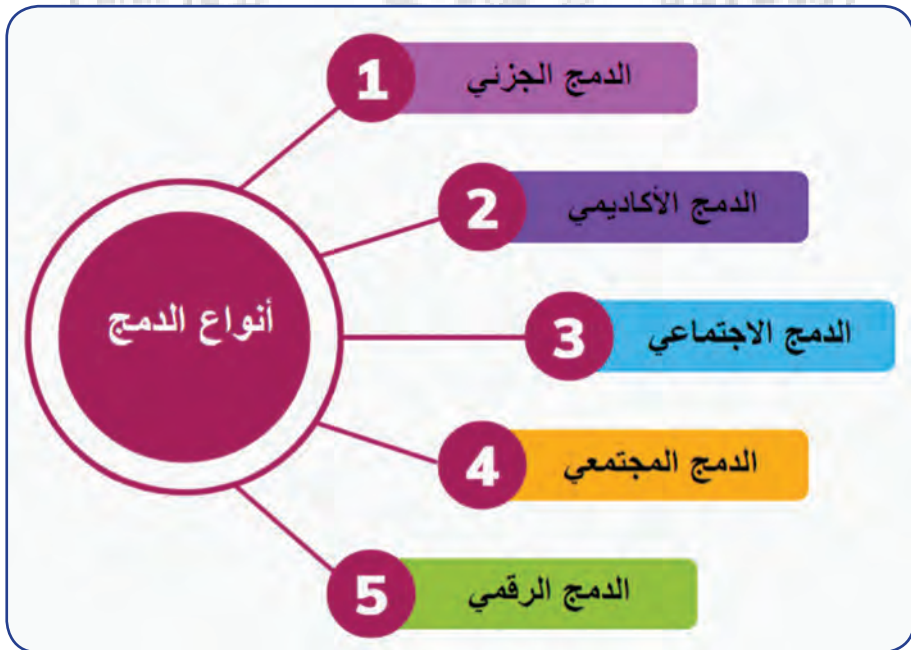 أنواع الدمج
1 الدمج الجزئي
2 الدمج الأكاديمي
3 الدمج الاجتماعي
4 الدمج المجتمعي
5 الدمج الرقمي